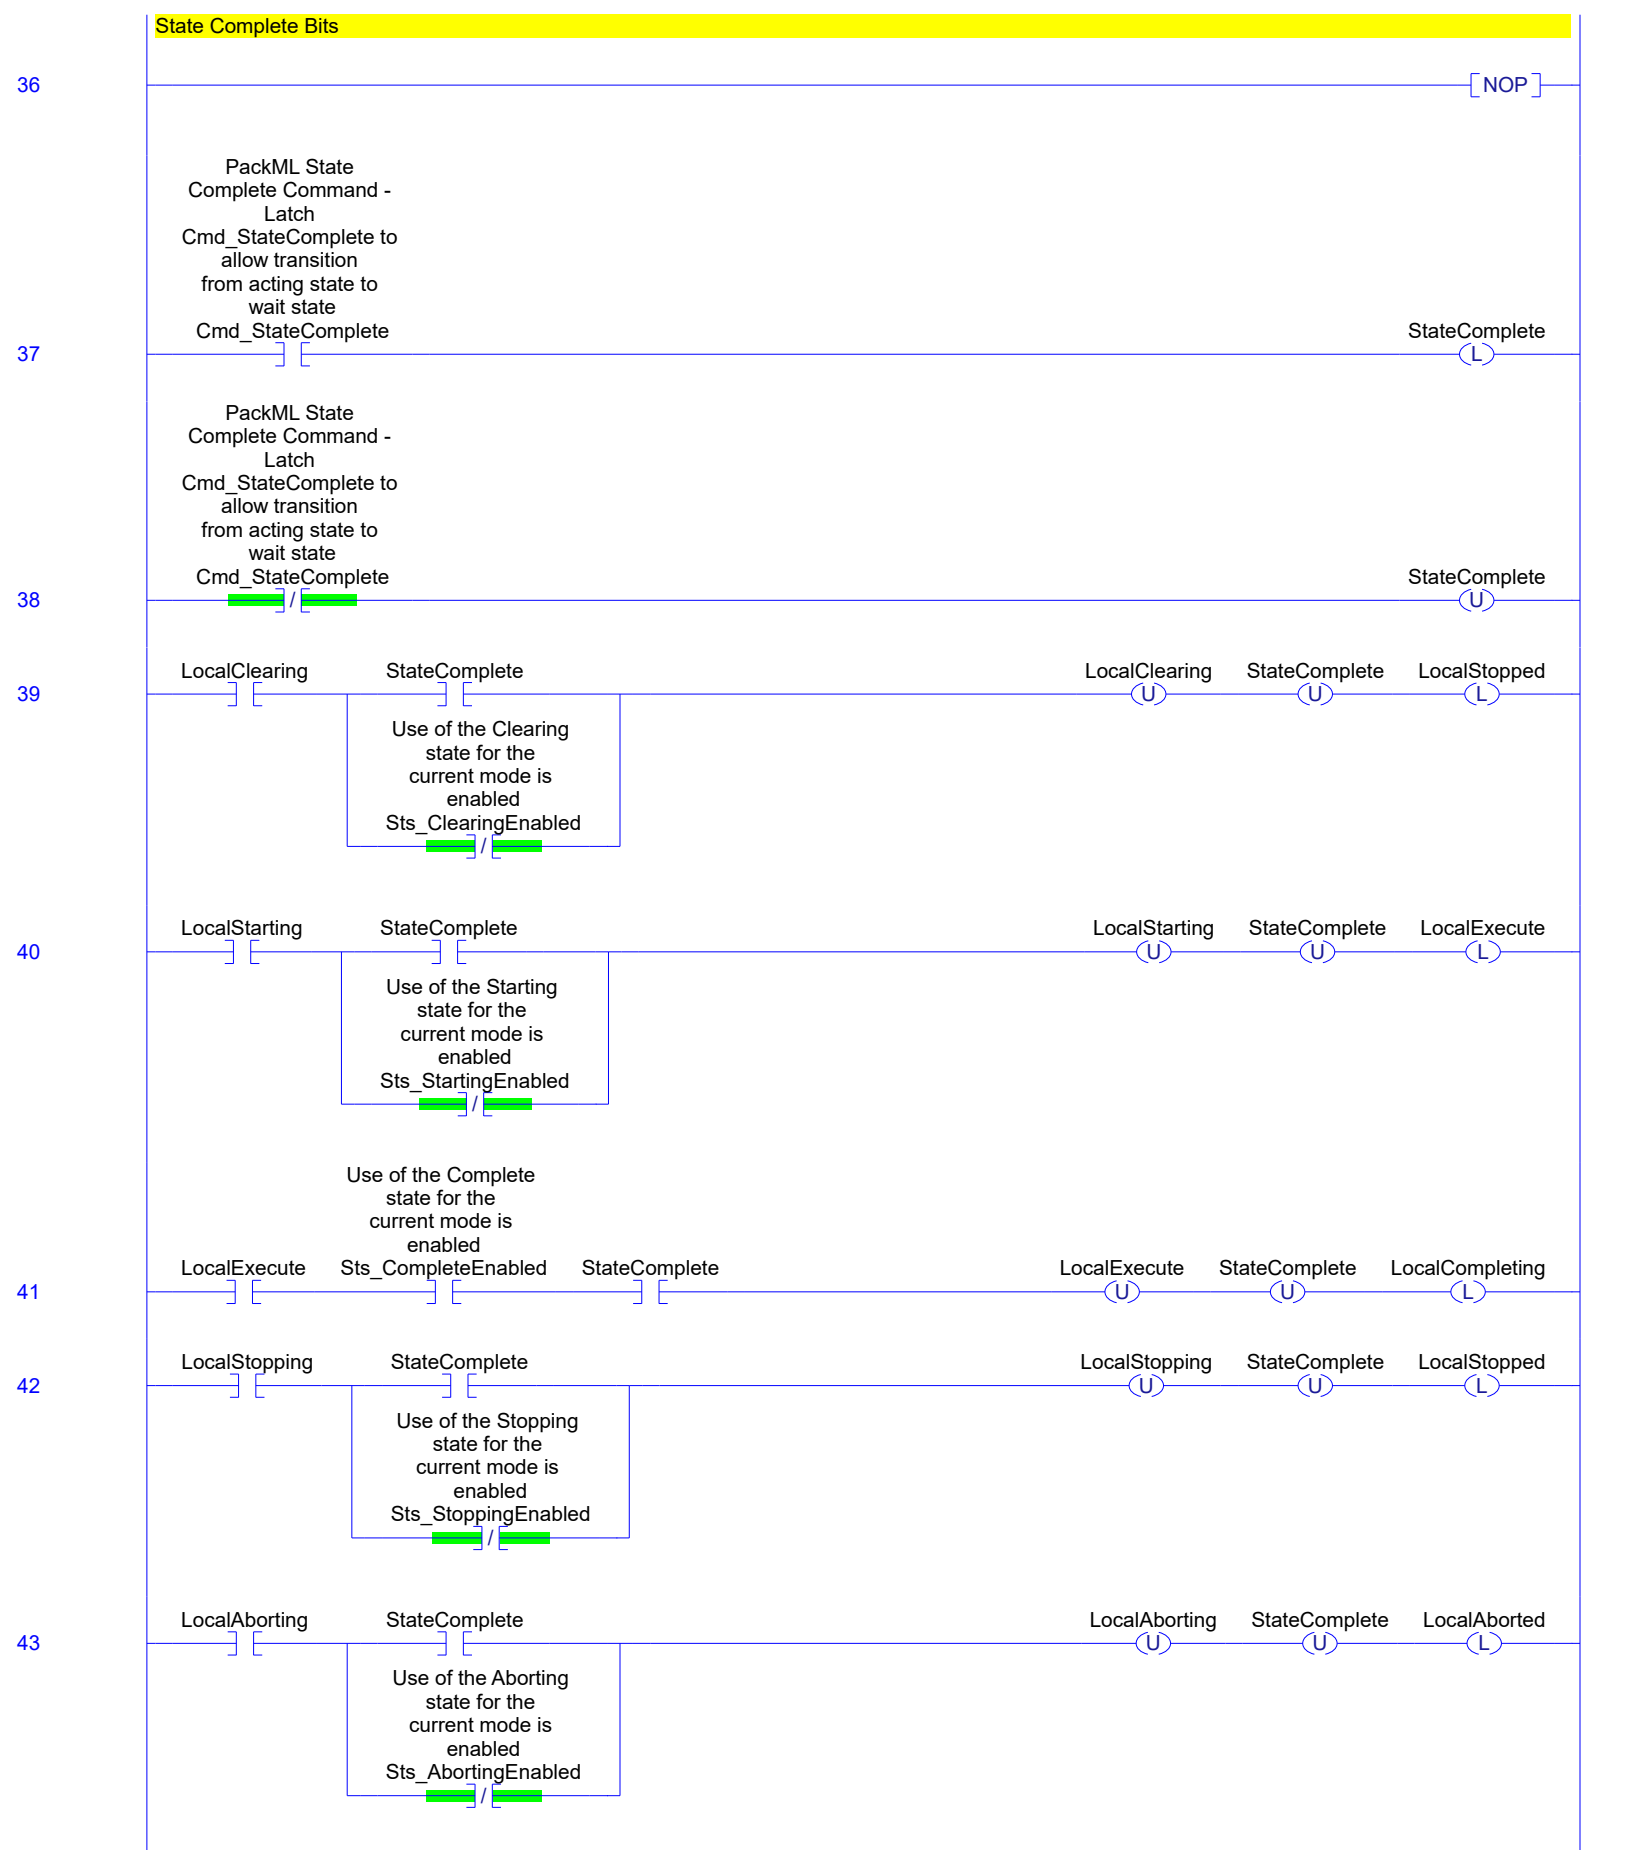 State Complete Bits
36
NOP
PackML State
Complete Command -
Latch
Cmd_StateComplete to
allow transition
from acting state to
wait state
Cmd_StateComplete
StateComplete
37
L
PackML State
Complete Command -
Latch
Cmd_StateComplete to
allow transition
from acting state to
wait state
Cmd_StateComplete
StateComplete
38
/
U
LocalClearing
StateComplete
LocalClearing
StateComplete
LocalStopped
39
U
U
L
Use of the Clearing
state for the
current mode is
enabled
Sts_ClearingEnabled
/
LocalStarting
StateComplete
LocalStarting
StateComplete
LocalExecute
40
U
U
L
Use of the Starting
state for the
current mode is
enabled
Sts_StartingEnabled
/
Use of the Complete
state for the
current mode is
enabled
LocalExecute
Sts_CompleteEnabled
StateComplete
LocalExecute
StateComplete
LocalCompleting
41
U
U
L
LocalStopping
StateComplete
LocalStopping
StateComplete
LocalStopped
42
U
U
L
Use of the Stopping
state for the
current mode is
enabled
Sts_StoppingEnabled
/
LocalAborting
StateComplete
LocalAborting
StateComplete
LocalAborted
43
U
U
L
Use of the Aborting
state for the
current mode is
enabled
Sts_AbortingEnabled
/